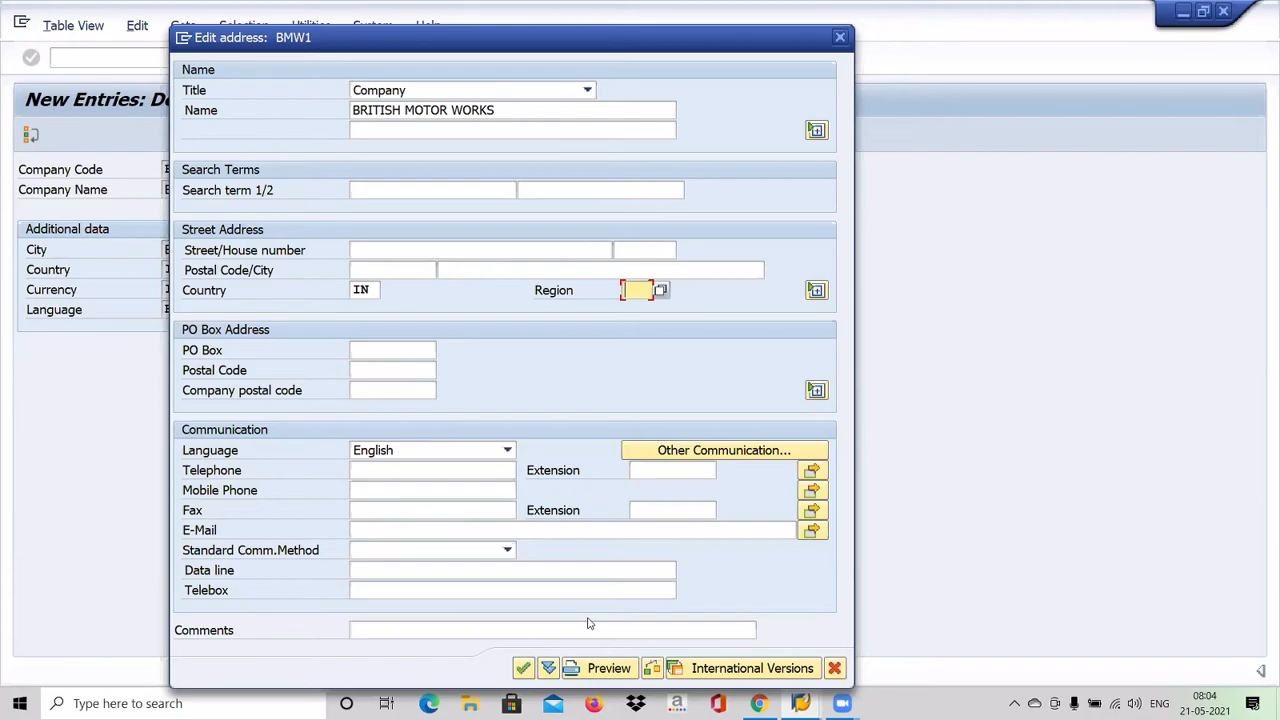 Table View Edit Selection Utilities System Help
New Entries: D
Company Code
Company Name
Additional data
City
Country
Currency
Language
Edit address: BMW1
Name
Title Company
Name BRITISH MOTOR WORKS
Search Terms
Search term 1/2
Street Address
Street/House number
Postal Code/City
Country IN Region
PO Box Address
PO Box
Postal Code
Company postal code
Communication
Language English Other Communication...
Telephone Extension
Mobile Phone
Fax Extension
E-Mail
Standard Comm.Method
Data line
Telebox
Comments
Preview International Versions
Type here to search
ENG
08:04
21-05-2021